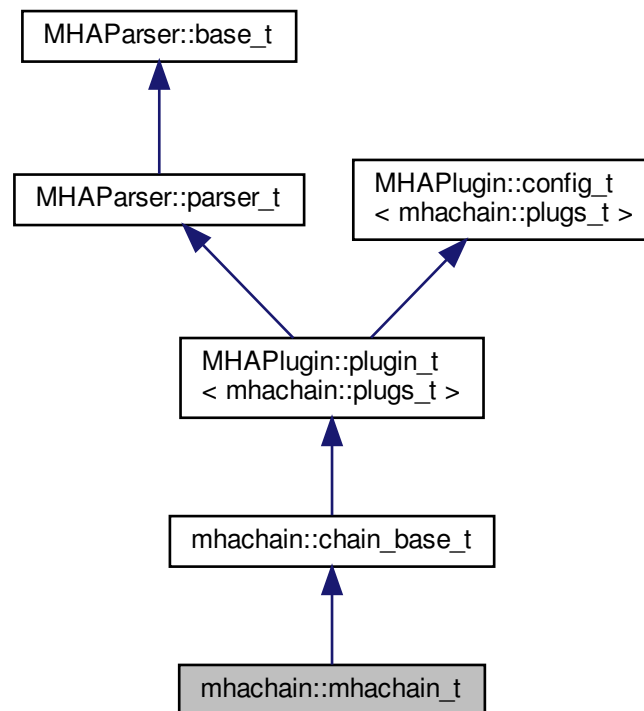 MHAParser::base_t
MHAParser::parser_t
MHAPlugin::config_t
< mhachain::plugs_t >
MHAPlugin::plugin_t
< mhachain::plugs_t >
mhachain::chain_base_t
mhachain::mhachain_t